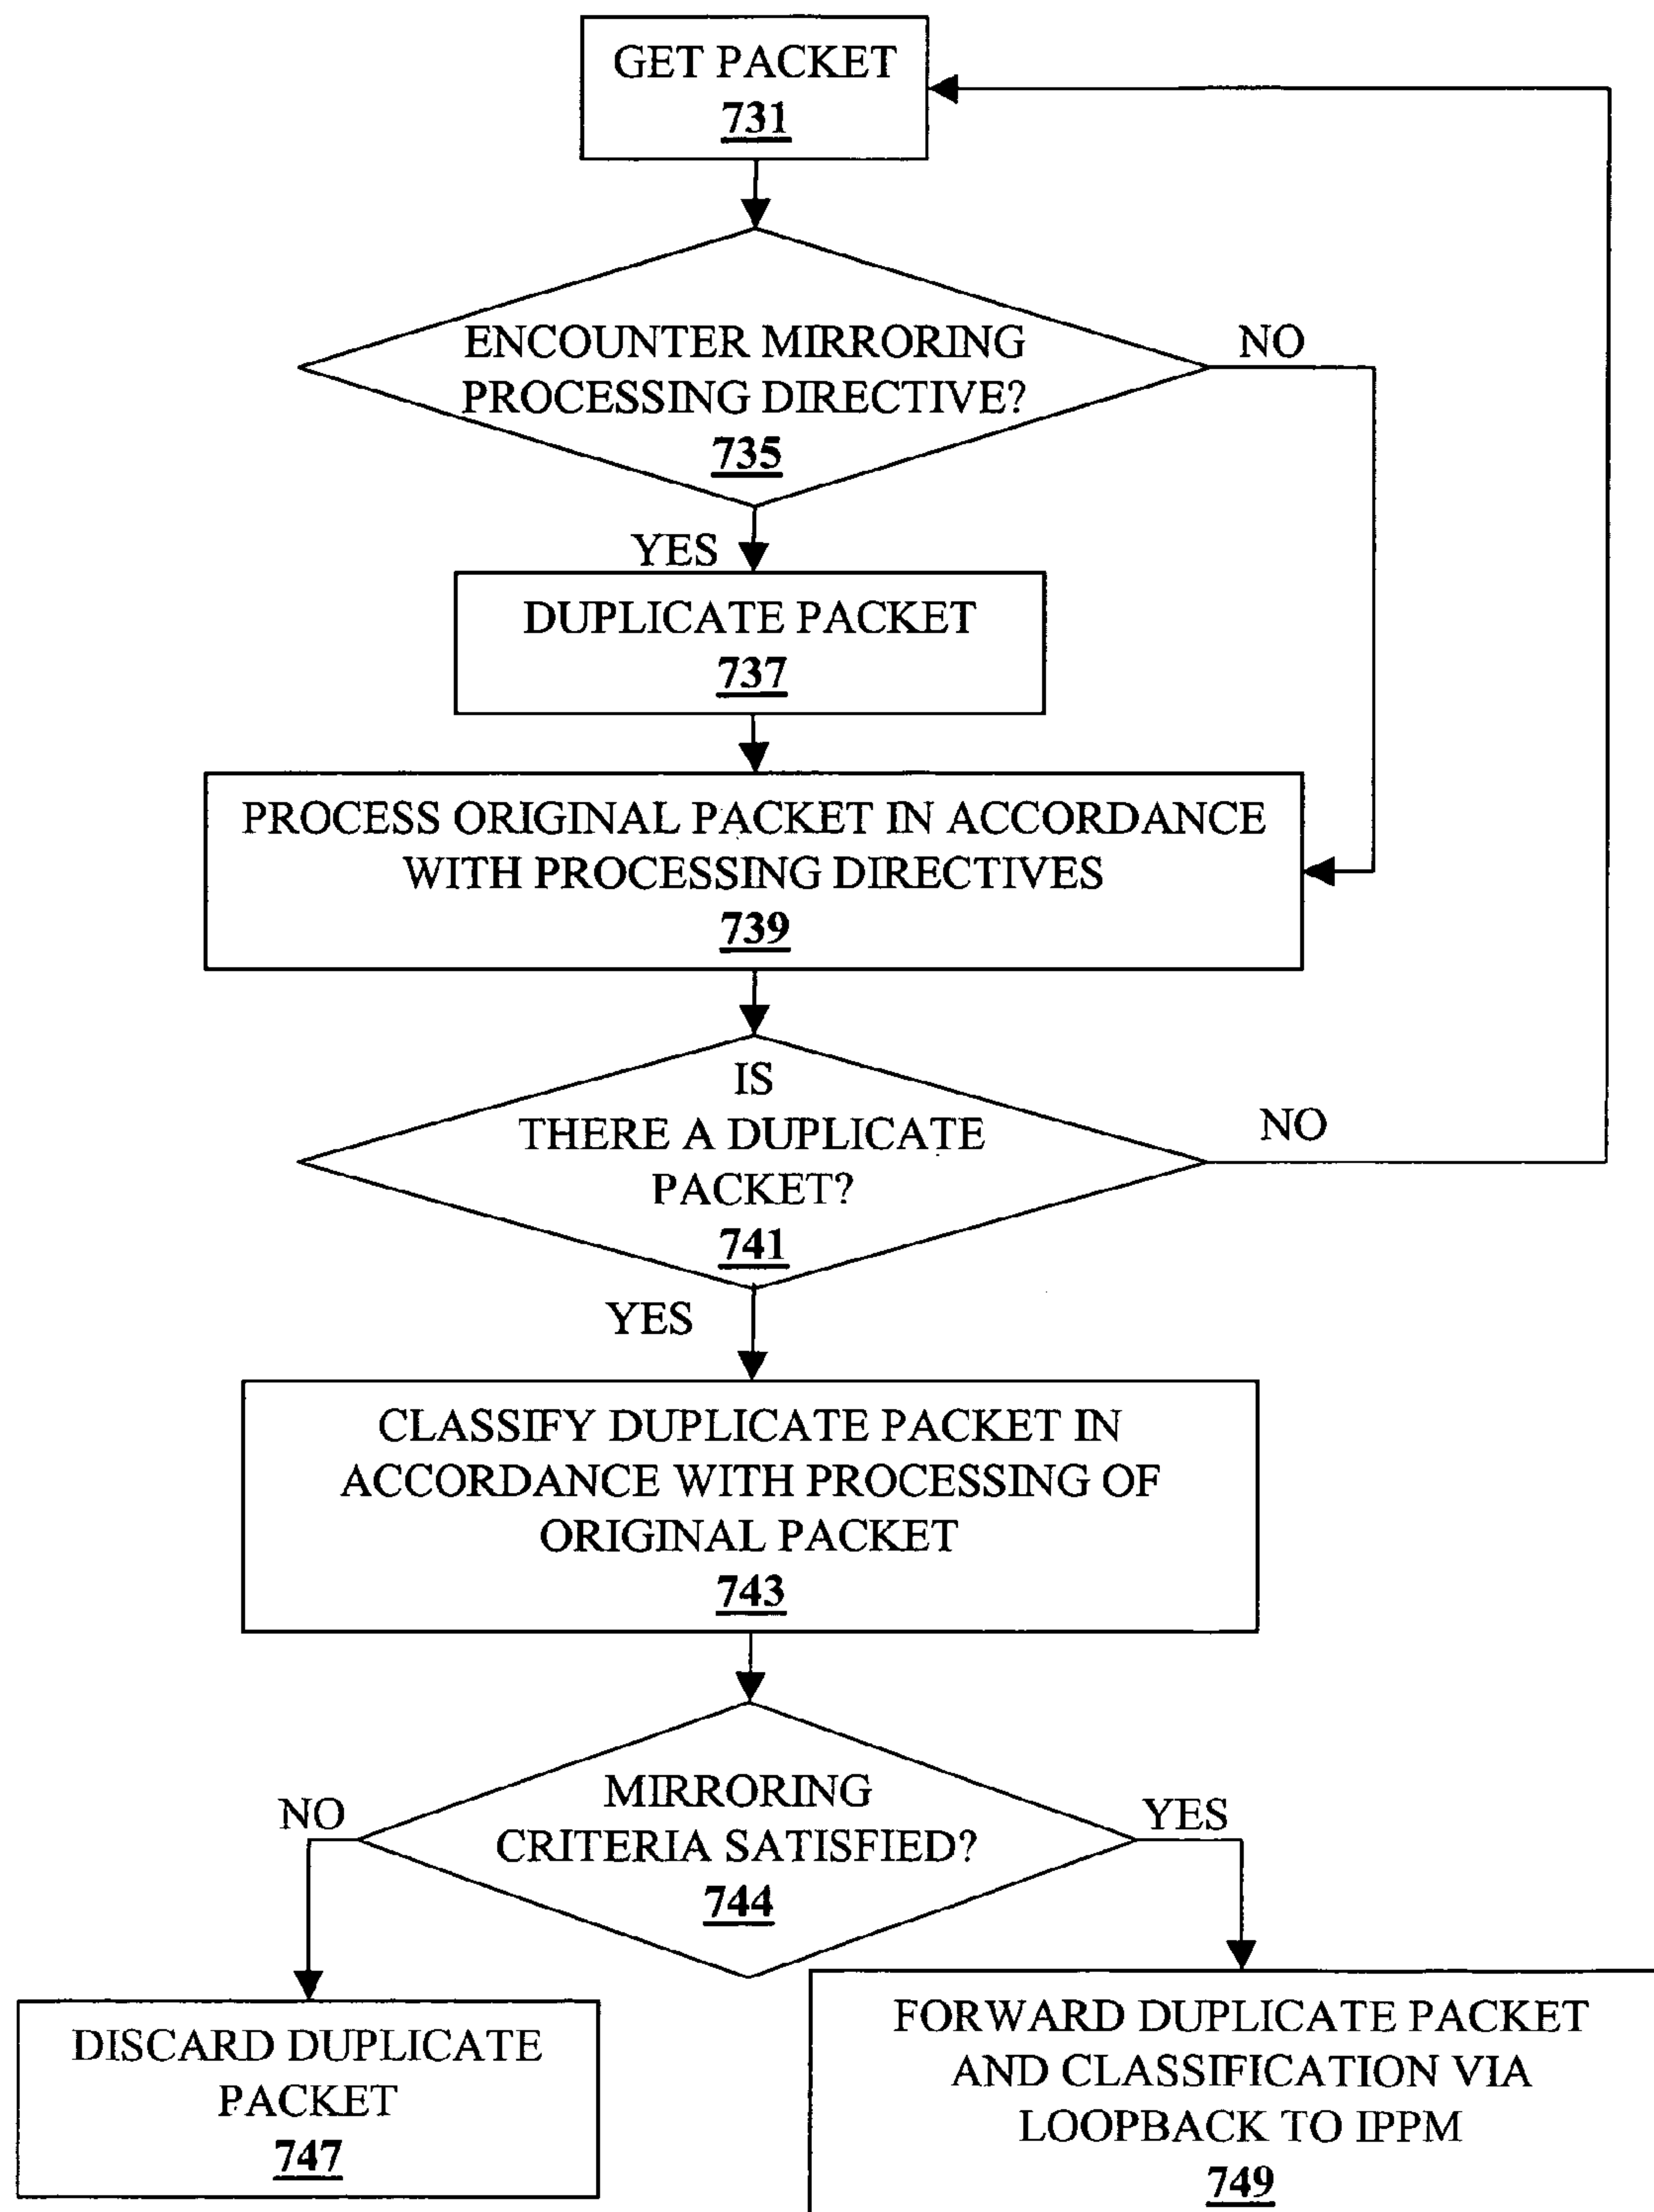 GET PACKET
731
ENCOUNTER MIRRORING
PROCESSING DIRECTIVE?
735
NO
YES
DUPLICATE PACKET
737
PROCESS ORIGINAL PACKET IN ACCORDANCE
WITH PROCESSING DIRECTIVES
739
IS
THERE A DUPLICATE
PACKET?
741
NO
YES
CLASSIFY DUPLICATE PACKET IN
ACCORDANCE WITH PROCESSING OF
ORIGINAL PACKET
743
MIRRORING
CRITERIA SATISFIED?
744
NO
YES
DISCARD DUPLICATE
PACKET
747
FORWARD DUPLICATE PACKET
AND CLASSIFICATION VIA
LOOPBACK TO IPPM
749